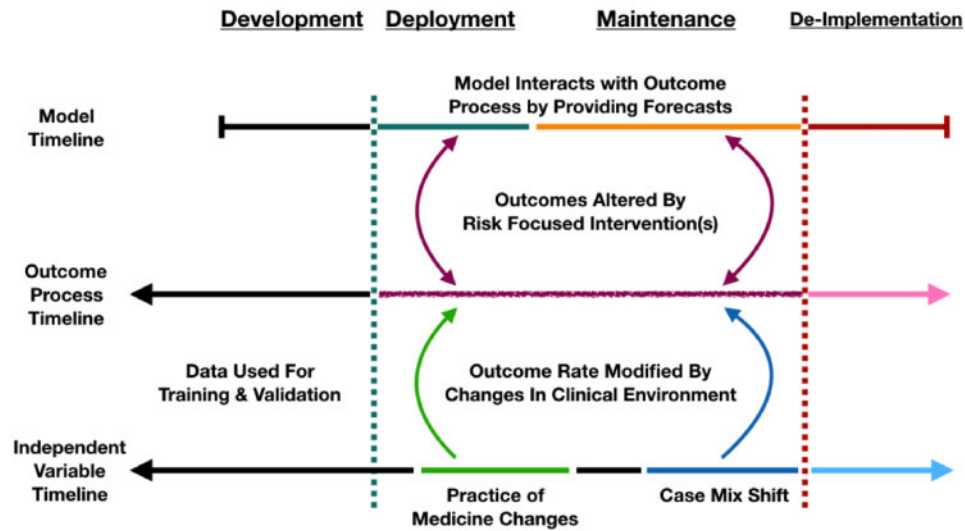 Development
Deployment
Maintenance
De-Implementation
Model
Timeline
Model Interacts with Outcome
Process by Providing Forecasts
Outcomes Altered By
Risk Focused Intervention(s)
Outcome
Process
Timeline
Data Used For
Training & Validation
Outcome Rate Modified By
Changes In Clinical Environment
Independent
Variable
Timeline
Practice of
Medicine Changes
Case Mix Shift